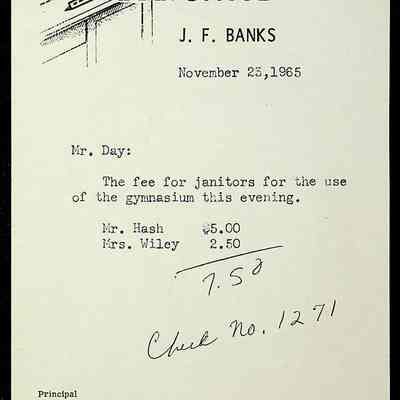 J. F. BANKS
November 23,1965
Mr. Day:
The fee for janitors for the use
of the gymnasium this evening.
Mr. Hash $5.00
Mrs. Wiley 2.50
7.50
Check No. 1271
Principal